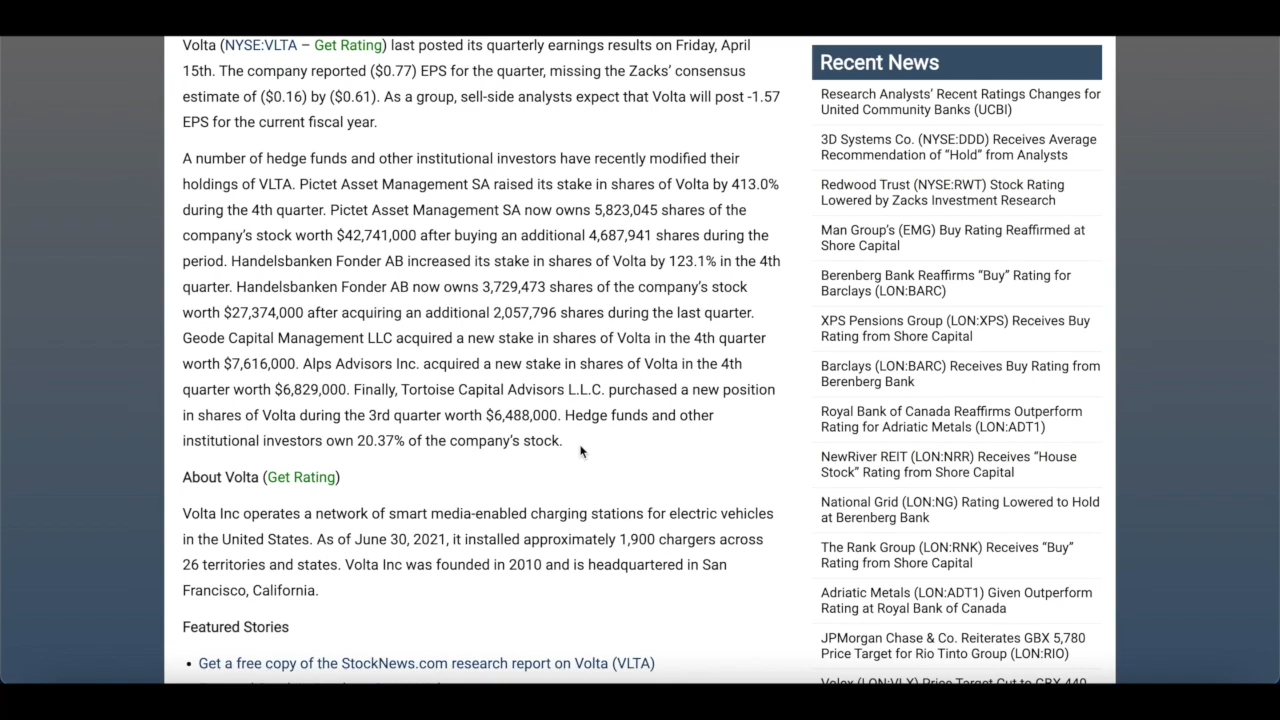 Volta (NYSE:VLTA – Get Rating) last posted its quarterly earnings results on Friday, April
15th. The company reported ($0.77) EPS for the quarter, missing the Zacks’ consensus
estimate of ($0.16) by ($0.61). As a group, sell-side analysts expect that Volta will post -1.57
EPS for the current fiscal year.
A number of hedge funds and other institutional investors have recently modified their
holdings of VLTA. Pictet Asset Management SA raised its stake in shares of Volta by 413.0%
during the 4th quarter. Pictet Asset Management SA now owns 5,823,045 shares of the
company’s stock worth $42,741,000 after buying an additional 4,687,941 shares during the
period. Handelsbanken Fonder AB increased its stake in shares of Volta by 123.1% in the 4th
quarter. Handelsbanken Fonder AB now owns 3,729,473 shares of the company’s stock
worth $27,374,000 after acquiring an additional 2,057,796 shares during the last quarter.
Geode Capital Management LLC acquired a new stake in shares of Volta in the 4th quarter
worth $7,616,000. Alps Advisors Inc. acquired a new stake in shares of Volta in the 4th
quarter worth $6,829,000. Finally, Tortoise Capital Advisors L.L.C. purchased a new position
in shares of Volta during the 3rd quarter worth $6,488,000. Hedge funds and other
institutional investors own 20.37% of the company’s stock.
About Volta (Get Rating)
Volta Inc operates a network of smart media-enabled charging stations for electric vehicles
in the United States. As of June 30, 2021, it installed approximately 1,900 chargers across
26 territories and states. Volta Inc was founded in 2010 and is headquartered in San
Francisco, California.
Featured Stories
• Get a free copy of the StockNews.com research report on Volta (VLTA)
Recent News
Research Analysts’ Recent Ratings Changes for
United Community Banks (UCBI)
3D Systems Co. (NYSE:DDD) Receives Average
Recommendation of “Hold” from Analysts
Redwood Trust (NYSE:RWT) Stock Rating
Lowered by Zacks Investment Research
Man Group’s (EMG) Buy Rating Reaffirmed at
Shore Capital
Berenberg Bank Reaffirms “Buy” Rating for
Barclays (LON:BARC)
XPS Pensions Group (LON:XPS) Receives Buy
Rating from Shore Capital
Barclays (LON:BARC) Receives Buy Rating from
Berenberg Bank
Royal Bank of Canada Reaffirms Outperform
Rating for Adriatic Metals (LON:ADT1)
NewRiver REIT (LON:NRR) Receives “House
Stock” Rating from Shore Capital
National Grid (LON:NG) Rating Lowered to Hold
at Berenberg Bank
The Rank Group (LON:RNK) Receives “Buy”
Rating from Shore Capital
Adriatic Metals (LON:ADT1) Given Outperform
Rating at Royal Bank of Canada
JPMorgan Chase & Co. Reiterates GBX 5,780
Price Target for Rio Tinto Group (LON:RIO)
Volex (LON:VLX) Price Target Cut to GBX 440